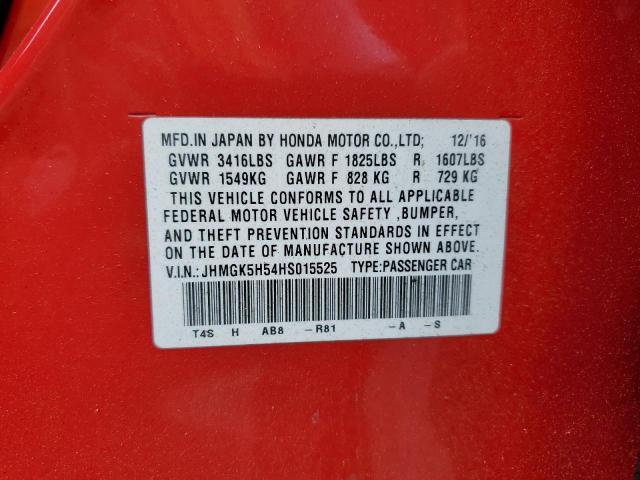 MFD.IN JAPAN BY HONDA MOTOR CO.,LTD; 12/'16
GVWR 3416LBS GAWR F 1825LBS R 1607LBS
GVWR 1549KG GAWR F 828 KG R 729 KG
THIS VEHICLE CONFORMS TO ALL APPLICABLE
FEDERAL MOTOR VEHICLE SAFETY ,BUMPER,
AND THEFT PREVENTION STANDARDS IN EFFECT
ON THE DATE OF MANUFACTURE SHOWN ABOVE.
V.I.N.: JHMGK5H54HS015525 TYPE:PASSENGER CAR
T4S H AB8 -R81 -A -S